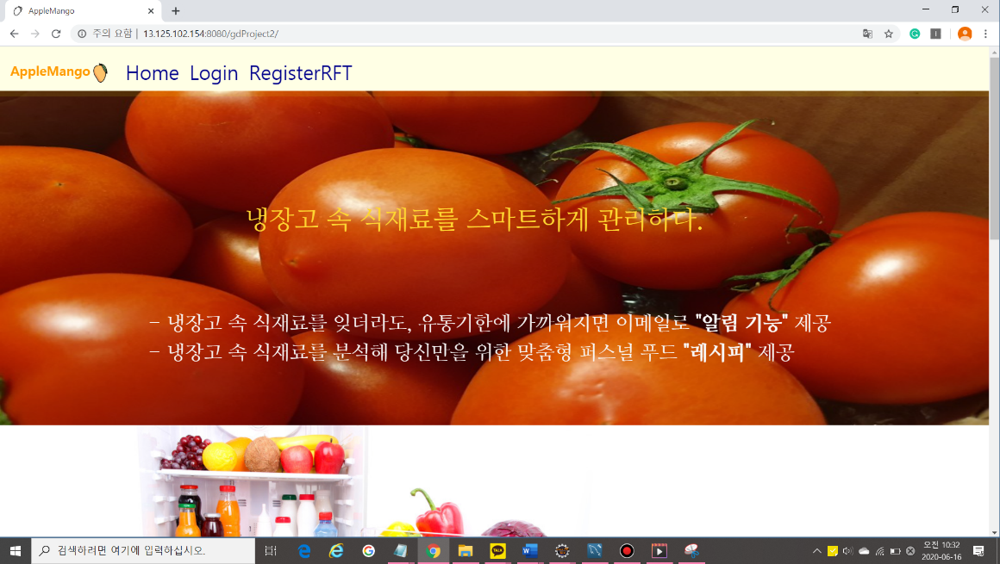 AppleMango
주의 요함 | 13.125.102.154:8080/gdProject2/
AppleMango Home Login RegisterRFT
냉장고 속 식재료를 스마트하게 관리하다.
- 냉장고 속 식재료를 잊더라도, 유통기한에 가까워지면 이메일로 "알림 기능" 제공
- 냉장고 속 식재료를 분석해 당신만을 위한 맞춤형 퍼스널 푸드 "레시피" 제공
검색하려면 여기에 입력하십시오.
TALK
오전 10:32
2020-06-16